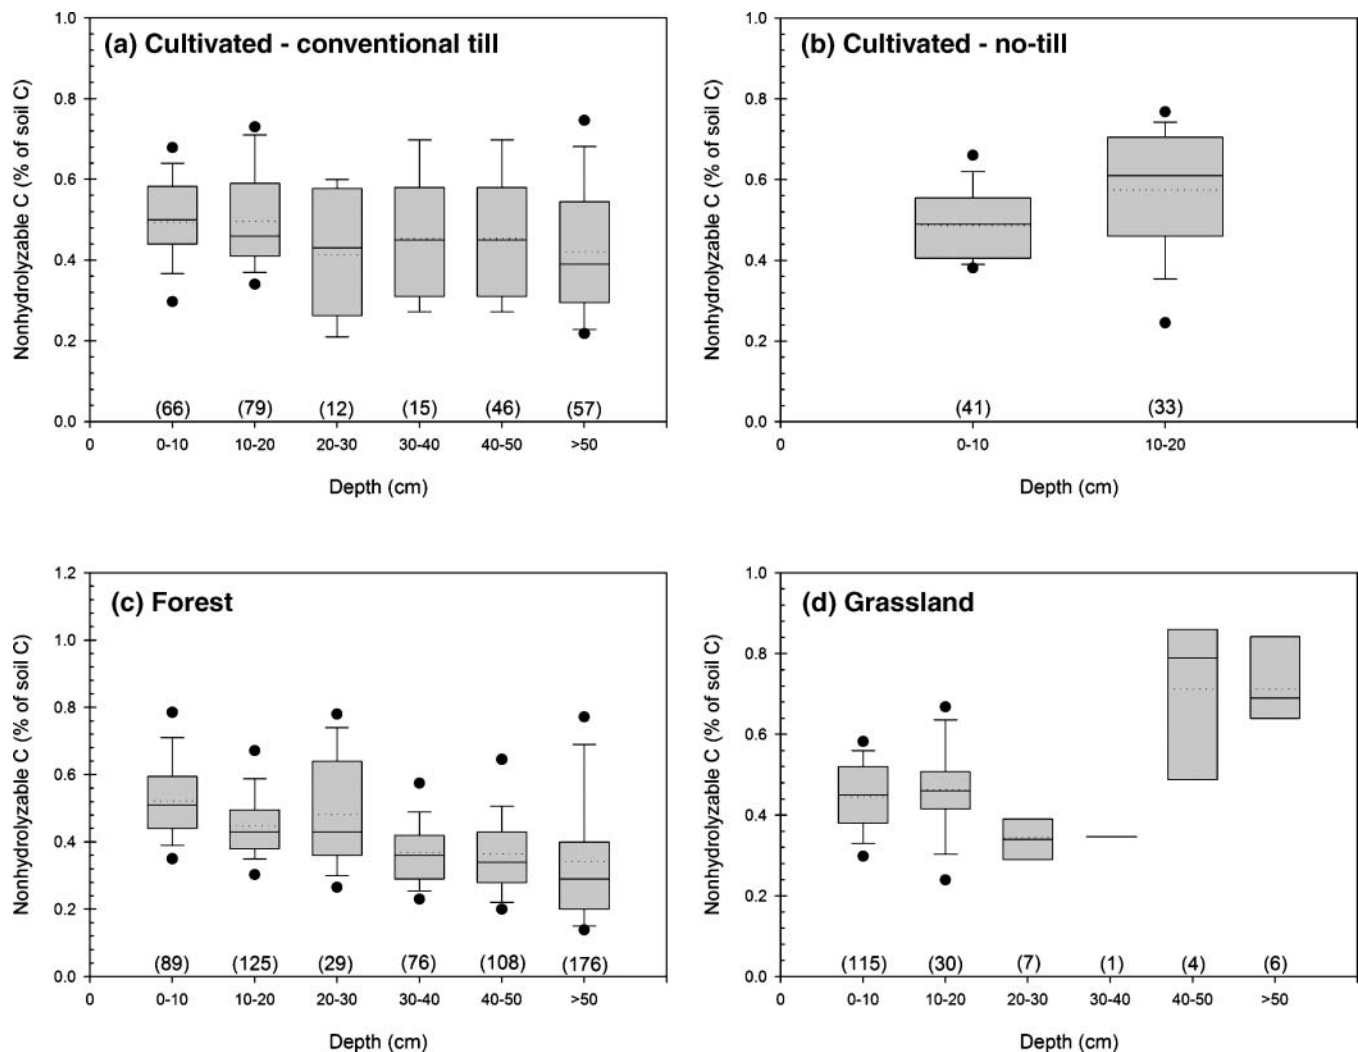 (a) Cultivated - conventional till
Nonhydrolyzable C (% of soil C)
1.0
0.8
0.6
0.4
0.2
0.0
(66) (79) (12) (15) (46) (57)
0 0-10 10-20 20-30 30-40 40-50 >50
Depth (cm)
(b) Cultivated - no-till
Nonhydrolyzable C (% of soil C)
1.0
0.8
0.6
0.4
0.2
0.0
(41) (33)
0 0-10 10-20
Depth (cm)
(c) Forest
Nonhydrolyzable C (% of soil C)
1.2
1.0
0.8
0.6
0.4
0.2
0.0
(89) (125) (29) (76) (108) (176)
0 0-10 10-20 20-30 30-40 40-50 >50
Depth (cm)
(d) Grassland
Nonhydrolyzable C (% of soil C)
1.0
0.8
0.6
0.4
0.2
0.0
(115) (30) (7) (1) (4) (6)
0 0-10 10-20 20-30 30-40 40-50 >50
Depth (cm)